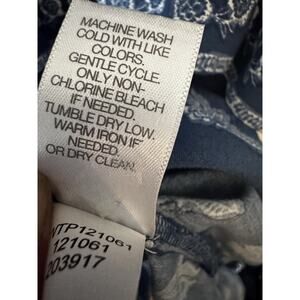 MACHINE WASH
COLD WITH LIKE
COLORS.
GENTLE CYCLE.
ONLY NON-
CHLORINE BLEACH
IF NEEDED.
TUMBLE DRY LOW.
WARM IRON IF
NEEDED.
OR DRY CLEAN.
NTP121061
121061
203917